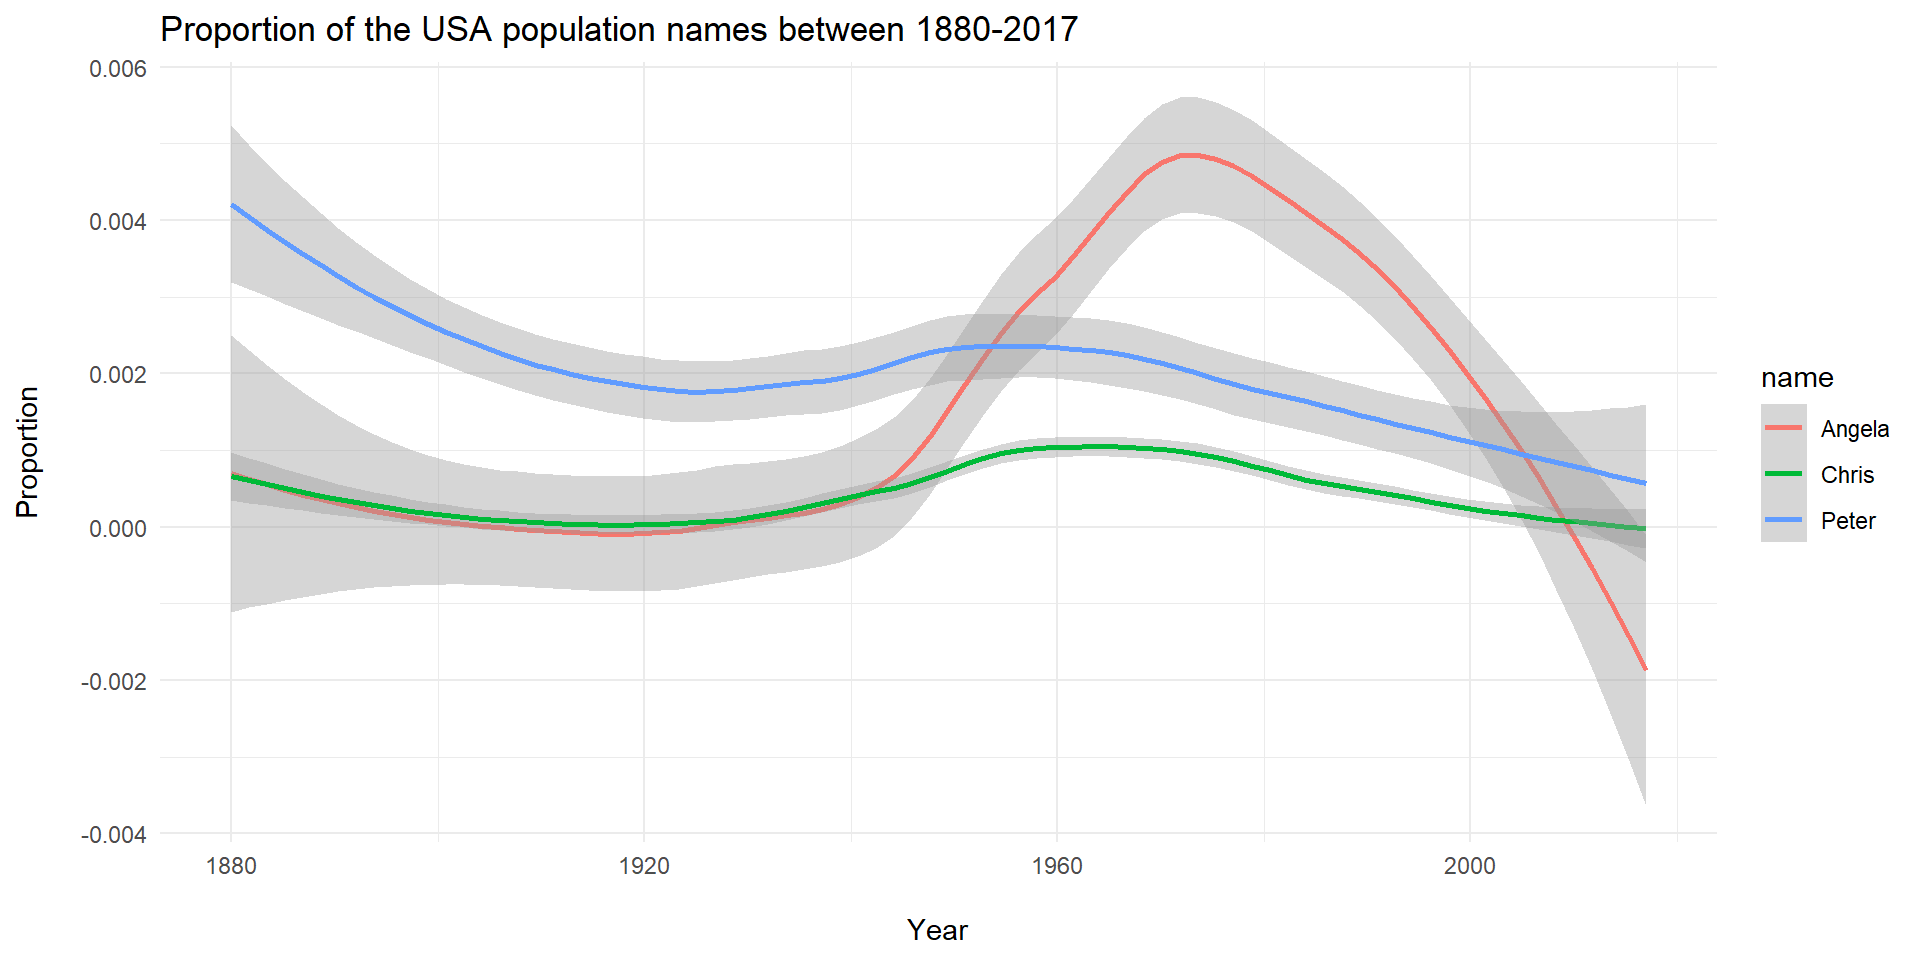 Proportion of the USA population names between 1880-2017
0.006
0.004
0.002
0.000
-0.002
-0.004
Proportion
1880 1920 1960 2000
Year
name
Angela
Chris
Peter